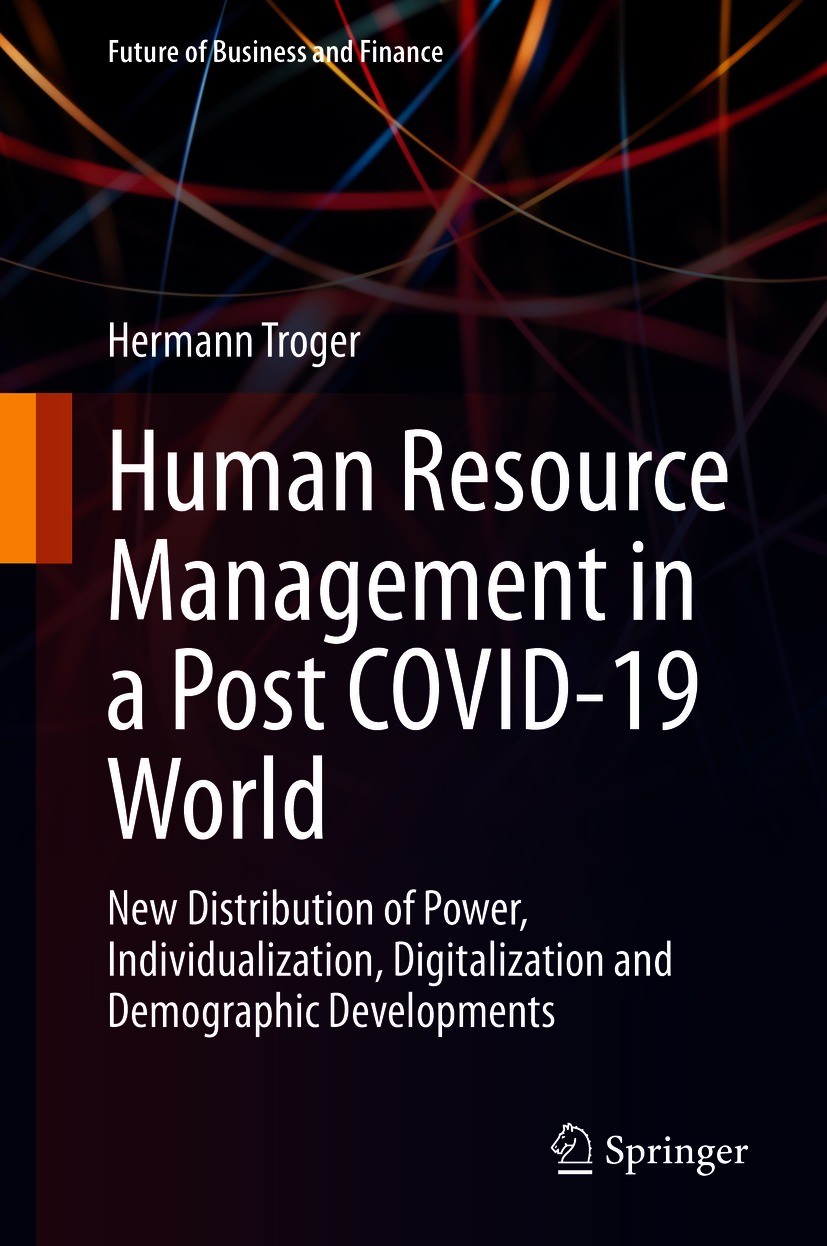 Future of Business and Finance
Hermann Troger
Human Resource
Management in
a Post COVID-19
World
New Distribution of Power,
Individualization, Digitalization and
Demographic Developments
Springer